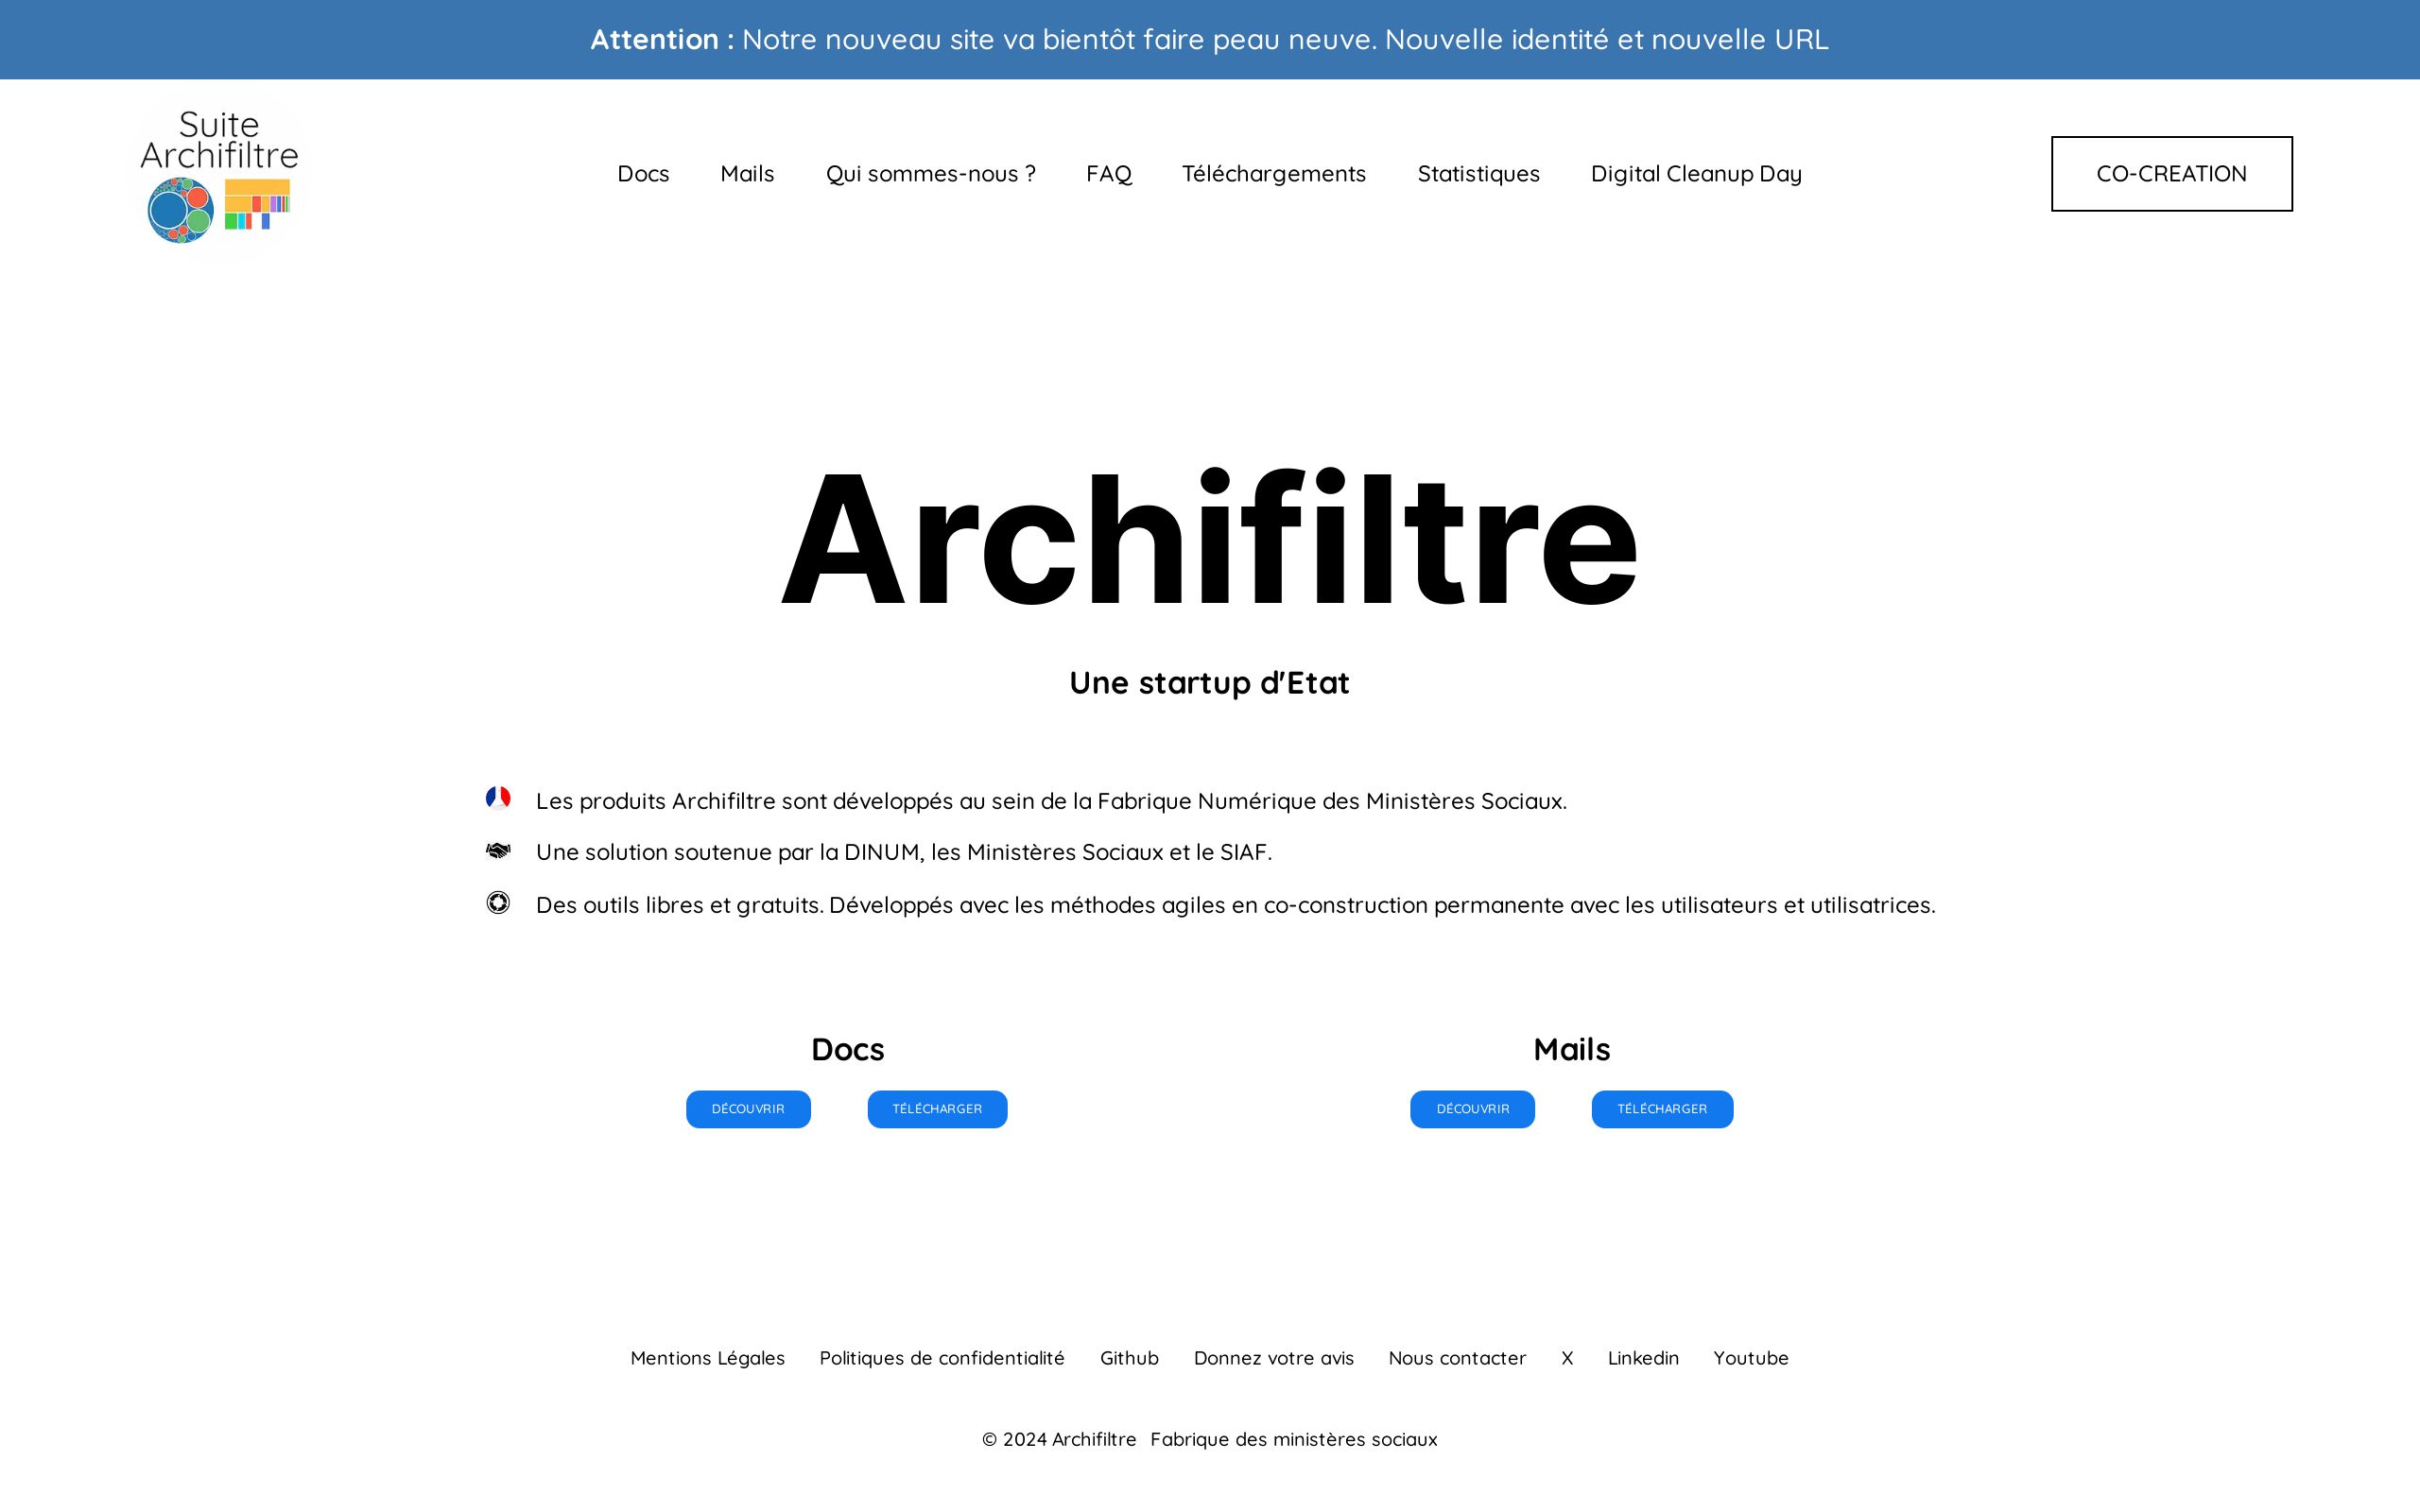 Attention : Notre nouveau site va bientôt faire peau neuve. Nouvelle identité et nouvelle URL
Suite
Archifiltre
Docs
Mails
Qui sommes-nous ?
FAQ
Téléchargements
Statistiques
Digital Cleanup Day
CO-CREATION
Archifiltre
Une startup d'Etat
Les produits Archifiltre sont développés au sein de la Fabrique Numérique des Ministères Sociaux.
Une solution soutenue par la DINUM, les Ministères Sociaux et le SIAF.
Des outils libres et gratuits. Développés avec les méthodes agiles en co-construction permanente avec les utilisateurs et utilisatrices.
Docs
DÉCOUVRIR
TÉLÉCHARGER
Mails
DÉCOUVRIR
TÉLÉCHARGER
Mentions Légales
Politiques de confidentialité
Github
Donnez votre avis
Nous contacter
X
Linkedin
Youtube
© 2024 Archifiltre Fabrique des ministères sociaux